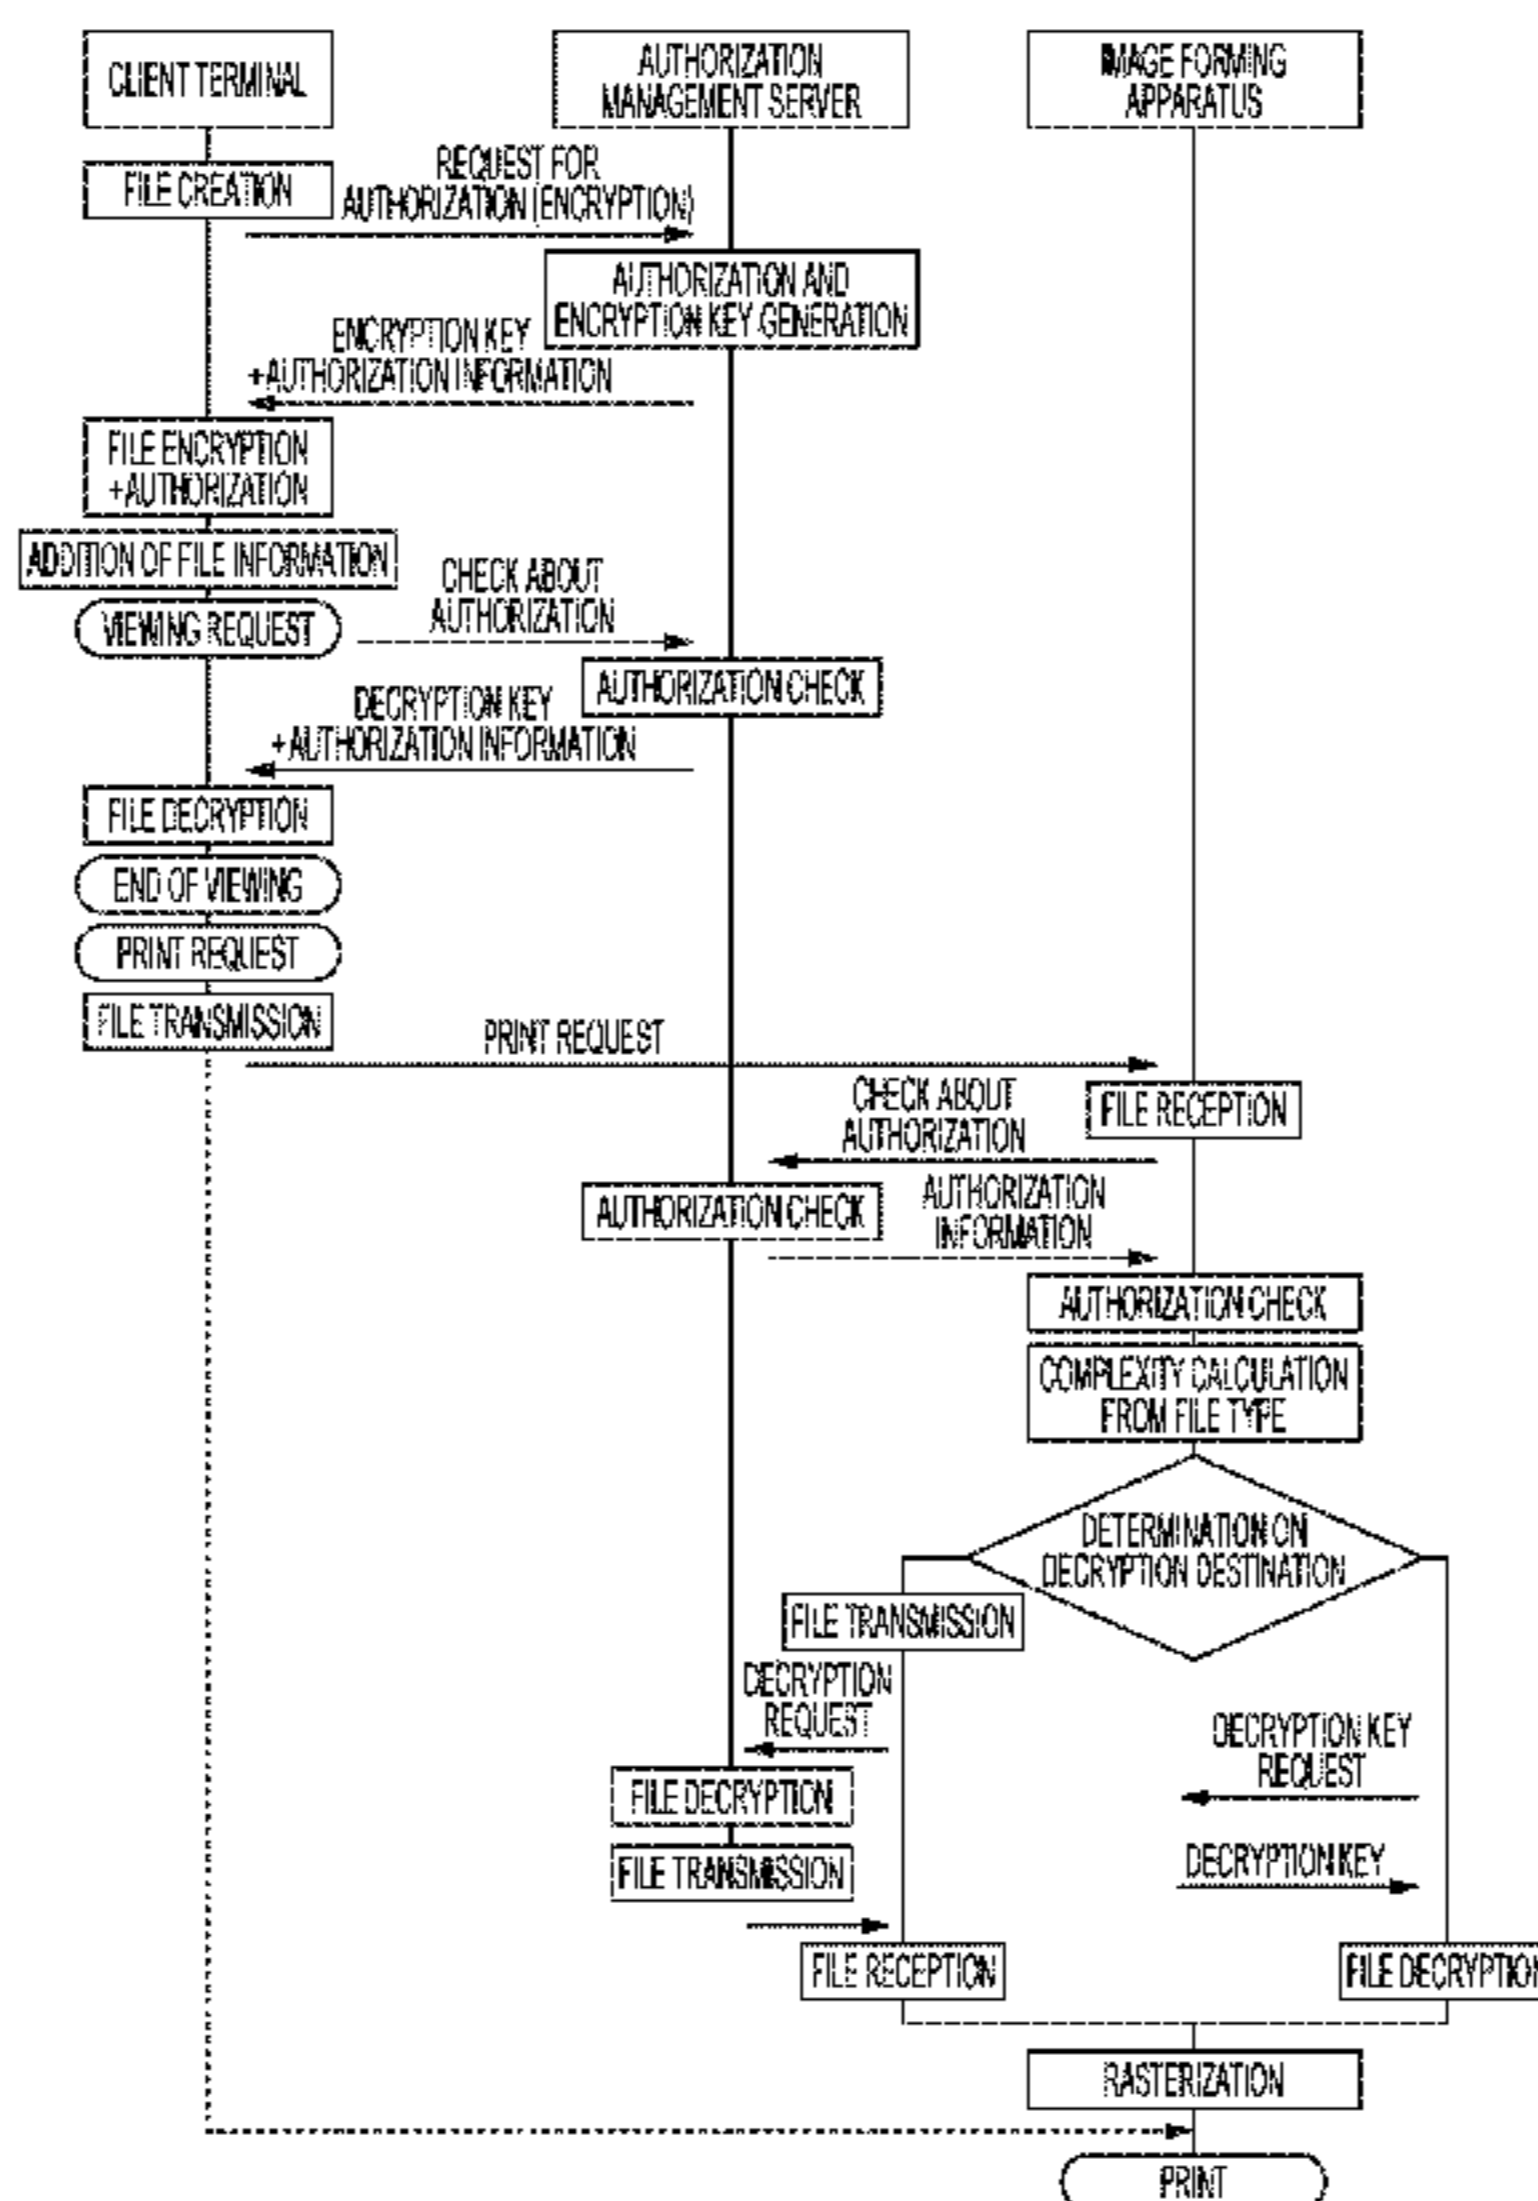 CLIENT TERMINAL
AUTHORIZATION
MANAGEMENT SERVER
IMAGE FORMING
APPARATUS
FILE CREATION
REQUEST FOR
AUTHORIZATION (ENCRYPTION)
AUTHORIZATION AND
ENCRYPTION KEY GENERATION
ENCRYPTION KEY
+AUTHORIZATION INFORMATION
FILE ENCRYPTION
+AUTHORIZATION
ADDITION OF FILE INFORMATION
VIEWING REQUEST
CHECK ABOUT
AUTHORIZATION
AUTHORIZATION CHECK
DECRYPTION KEY
+AUTHORIZATION INFORMATION
FILE DECRYPTION
END OF VIEWING
PRINT REQUEST
FILE TRANSMISSION
PRINT REQUEST
FILE RECEPTION
CHECK ABOUT
AUTHORIZATION
AUTHORIZATION CHECK
AUTHORIZATION
INFORMATION
AUTHORIZATION CHECK
COMPLEXITY CALCULATION
FROM FILE TYPE
DETERMINATION ON
DECRYPTION DESTINATION
FILE TRANSMISSION
DECRYPTION
REQUEST
DECRYPTION KEY
REQUEST
FILE DECRYPTION
FILE TRANSMISSION
DECRYPTION KEY
FILE RECEPTION
FILE DECRYPTION
RASTERIZATION
PRINT